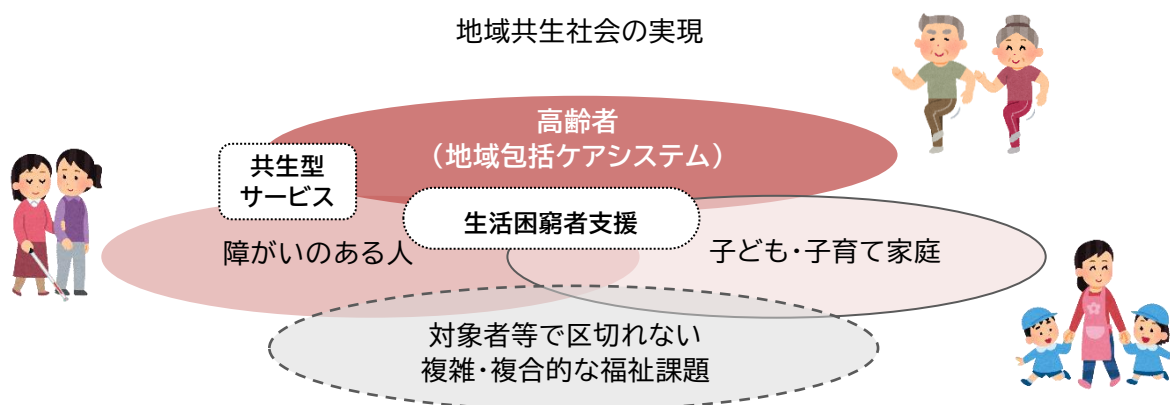 地域共生社会の実現
高齢者
（地域包括ケアシステム）
共生型
サービス
生活困窮者支援
障がいのある人
子ども・子育て家庭
対象者等で区切れない
複雑・複合的な福祉課題